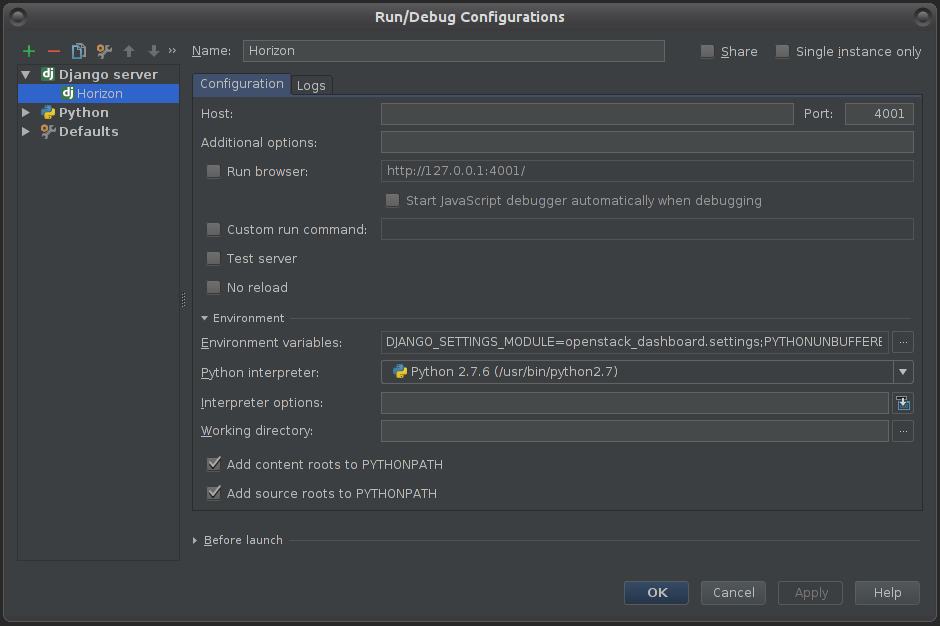 Run/Debug Configurations
Name: Horizon Share Single instance only
dj Django server
dj Horizon
Python
Defaults
Configuration Logs
Host: Port: 4001
Additional options:
Run browser: http://127.0.0.1:4001/
Start JavaScript debugger automatically when debugging
Custom run command:
Test server
No reload
Environment
Environment variables: DJANGO_SETTINGS_MODULE=openstack_dashboard.settings;PYTHONUNBUFFERE ...
Python interpreter: Python 2.7.6 (/usr/bin/python2.7)
Interpreter options:
Working directory: ...
Add content roots to PYTHONPATH
Add source roots to PYTHONPATH
Before launch
OK Cancel Apply Help